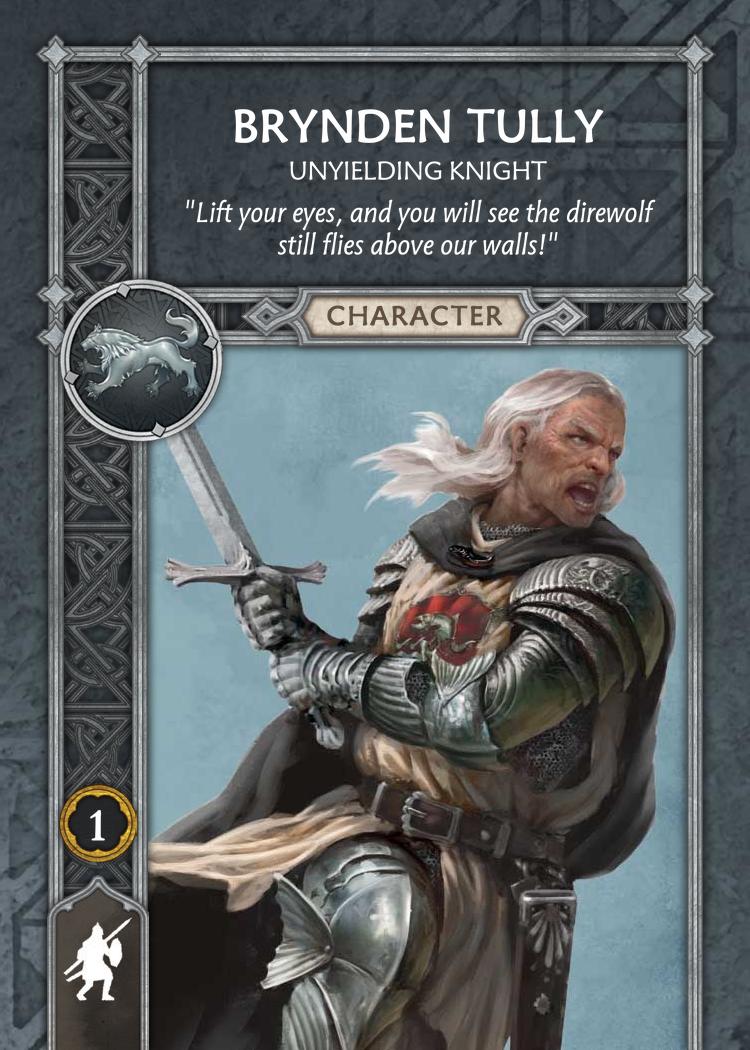 BRYNDEN TULLY
UNYIELDING KNIGHT
"Lift your eyes, and you will see the direwolf
still flies above our walls!"
CHARACTER
1